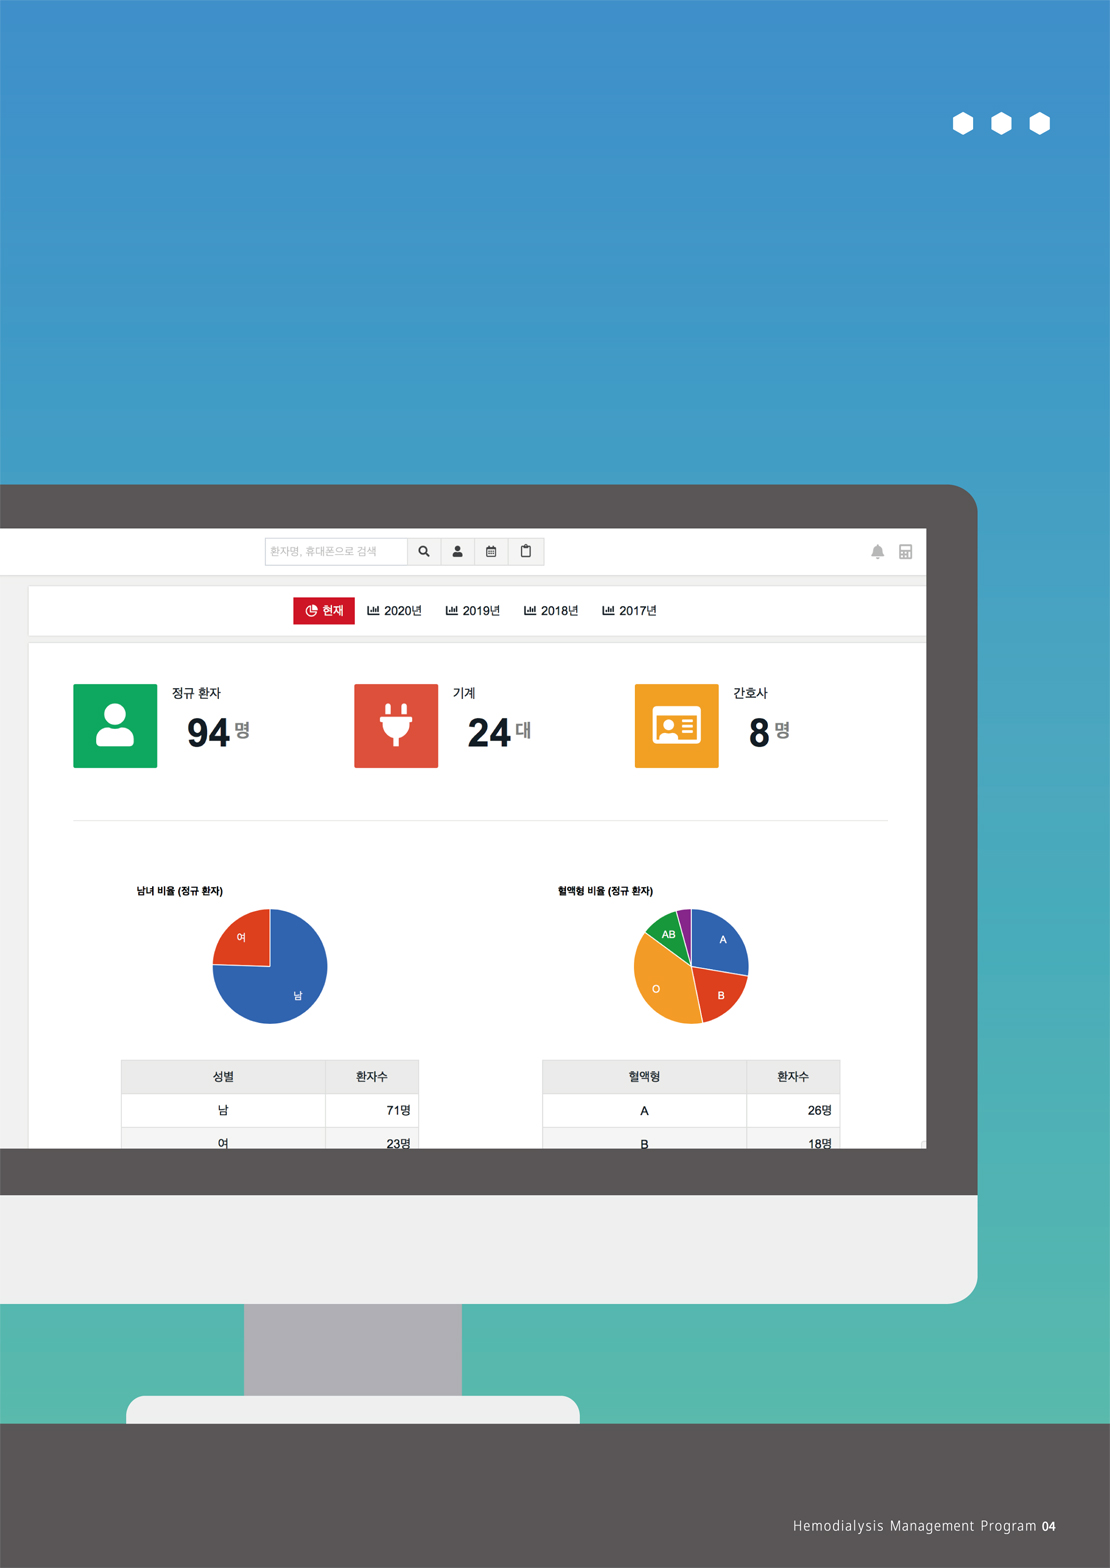 환자명, 휴대폰으로 검색
현재 2020년 2019년 2018년 2017년
정규 환자
94 명
기계
24 대
간호사
8 명
남녀 비율 (정규 환자)
여
남
혈액형 비율 (정규 환자)
AB
A
O
B
성별 환자수
남 71명
여 23명
혈액형 환자수
A 26명
B 18명
Hemodialysis Management Program 04